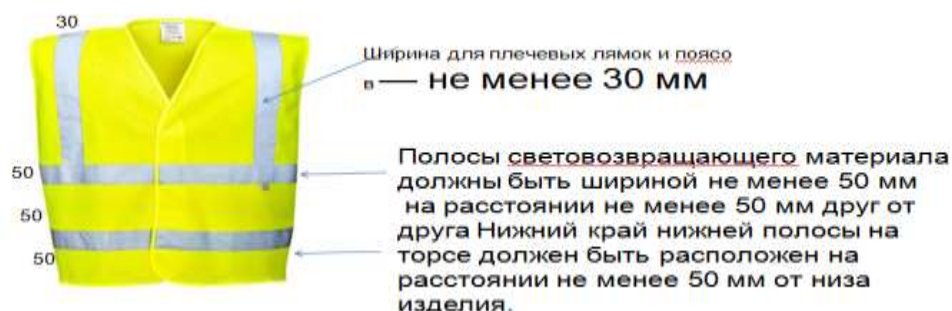 30
Ширина для плечевых лямок и поясо
в — не менее 30 мм
50
50
50
Полосы световозвращающего материала
должны быть шириной не менее 50 мм
на расстоянии не менее 50 мм друг от
друга Нижний край нижней полосы на
торсе должен быть расположен на
расстоянии не менее 50 мм от низа
изделия.